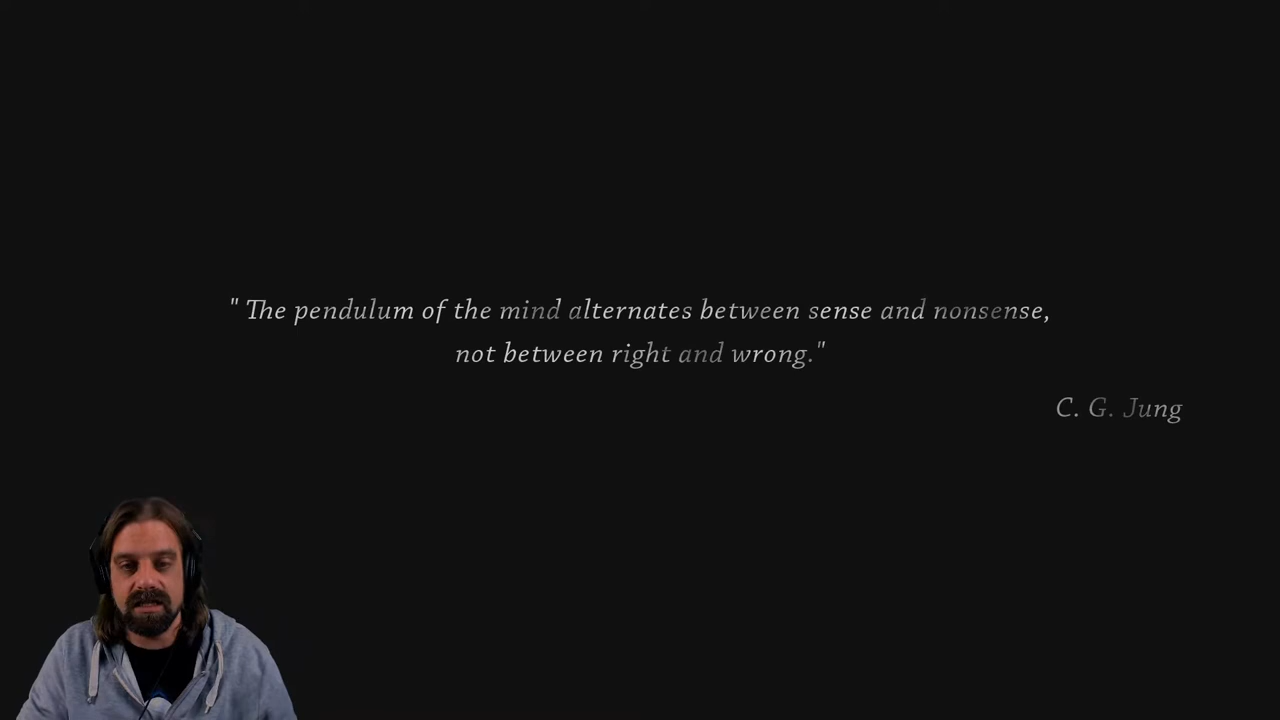 " The pendulum of the mind alternates between sense and nonsense,
not between right and wrong."
C. G. Jung